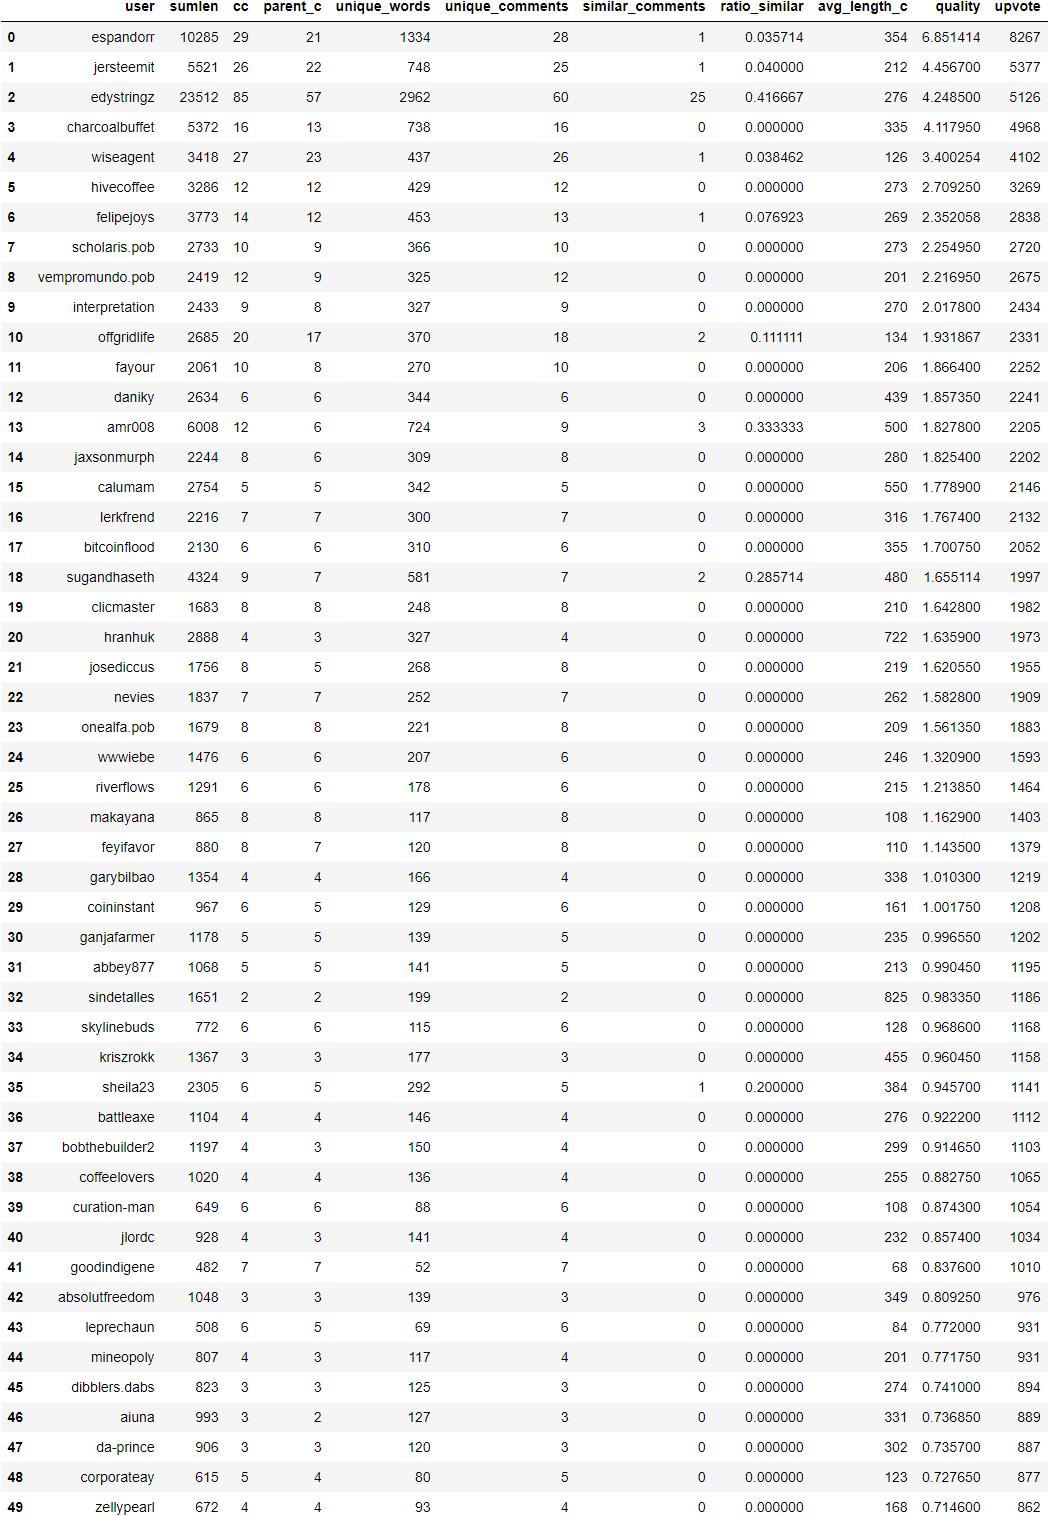 user sumlen cc parent_c unique_words unique_comments similar_comments ratio_similar avg_length_c quality upvote
0 espandorr 10285 29 21 1334 28 1 0.035714 354 6.851414 8267
1 jersteemit 5521 26 22 748 25 1 0.040000 212 4.456700 5377
2 edystringz 23512 85 57 2962 60 25 0.416667 276 4.248500 5126
3 charcoalbuffet 5372 16 13 738 16 0 0.000000 335 4.117950 4968
4 wiseagent 3418 27 23 437 26 1 0.038462 126 3.400254 4102
5 hivecoffee 3286 12 12 429 12 0 0.000000 273 2.709250 3269
6 felipejoys 3773 14 12 453 13 1 0.076923 269 2.352058 2838
7 scholaris.pob 2733 10 9 366 10 0 0.000000 273 2.254950 2720
8 vempromundo.pob 2419 12 9 325 12 0 0.000000 201 2.216950 2675
9 interpretation 2433 9 8 327 9 0 0.000000 270 2.017800 2434
10 offgridlife 2685 20 17 370 18 2 0.111111 134 1.931867 2331
11 fayour 2061 10 8 270 10 0 0.000000 206 1.866400 2252
12 daniky 2634 6 6 344 6 0 0.000000 439 1.857350 2241
13 amr008 6008 12 6 724 9 3 0.333333 500 1.827800 2205
14 jaxsonmurph 2244 8 6 309 8 0 0.000000 280 1.825400 2202
15 calumam 2754 5 5 342 5 0 0.000000 550 1.778900 2146
16 lerkfrend 2216 7 7 300 7 0 0.000000 316 1.767400 2132
17 bitcoinflood 2130 6 6 310 6 0 0.000000 355 1.700750 2052
18 sugandhaseth 4324 9 7 581 7 2 0.285714 480 1.655114 1997
19 clicmaster 1683 8 8 248 8 0 0.000000 210 1.642800 1982
20 hranhuk 2888 4 3 327 4 0 0.000000 722 1.635900 1973
21 josediccus 1756 8 5 268 8 0 0.000000 219 1.620550 1955
22 nevies 1837 7 7 252 7 0 0.000000 262 1.582800 1909
23 onealfa.pob 1679 8 8 221 8 0 0.000000 209 1.561350 1883
24 wwwiebe 1476 6 6 207 6 0 0.000000 246 1.320900 1593
25 riverflows 1291 6 6 178 6 0 0.000000 215 1.213850 1464
26 makayana 865 8 8 117 8 0 0.000000 108 1.162900 1403
27 feyifavor 880 8 7 120 8 0 0.000000 110 1.143500 1379
28 garybilbao 1354 4 4 166 4 0 0.000000 338 1.010300 1219
29 coininstant 967 6 5 129 6 0 0.000000 161 1.001750 1208
30 ganjafarmer 1178 5 5 139 5 0 0.000000 235 0.996550 1202
31 abbey877 1068 5 5 141 5 0 0.000000 213 0.990450 1195
32 sindetalles 1651 2 2 199 2 0 0.000000 825 0.983350 1186
33 skylinebuds 772 6 6 115 6 0 0.000000 128 0.968600 1168
34 kriszrokk 1367 3 3 177 3 0 0.000000 455 0.960450 1158
35 sheila23 2305 6 5 292 5 1 0.200000 384 0.945700 1141
36 battleaxe 1104 4 4 146 4 0 0.000000 276 0.922200 1112
37 bobthebuilder2 1197 4 3 150 4 0 0.000000 299 0.914650 1103
38 coffeelovers 1020 4 4 136 4 0 0.000000 255 0.882750 1065
39 curation-man 649 6 6 88 6 0 0.000000 108 0.874300 1054
40 jlordc 928 4 3 141 4 0 0.000000 232 0.857400 1034
41 goodindigene 482 7 7 52 7 0 0.000000 68 0.837600 1010
42 absolutfreedom 1048 3 3 139 3 0 0.000000 349 0.809250 976
43 leprechaun 508 6 5 69 6 0 0.000000 84 0.772000 931
44 mineopoly 807 4 3 117 4 0 0.000000 201 0.771750 931
45 dibblers.dabs 823 3 3 125 3 0 0.000000 274 0.741000 894
46 aiuna 993 3 2 127 3 0 0.000000 331 0.736850 889
47 da-prince 906 3 3 120 3 0 0.000000 302 0.735700 887
48 corporateay 615 5 4 80 5 0 0.000000 123 0.727650 877
49 zellypearl 672 4 4 93 4 0 0.000000 168 0.714600 862